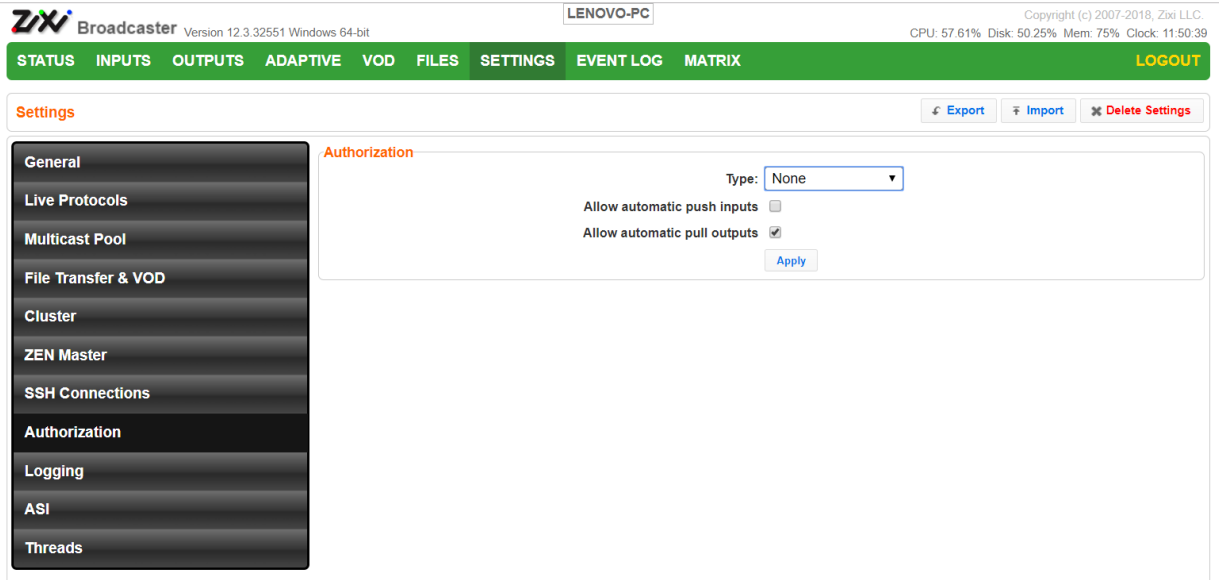 LENOVO-PC
Zixi Broadcaster Version 12.3.32551 Windows 64-bit
Copyright (c) 2007-2018, Zixi LLC.
CPU: 57.61% Disk: 50.25% Mem: 75% Clock: 11:50:39
STATUS INPUTS OUTPUTS ADAPTIVE VOD FILES SETTINGS EVENT LOG MATRIX LOGOUT
Settings Export Import Delete Settings
General
Live Protocols
Multicast Pool
File Transfer & VOD
Cluster
ZEN Master
SSH Connections
Authorization
Logging
ASI
Threads
Authorization
Type: None
Allow automatic push inputs
Allow automatic pull outputs
Apply